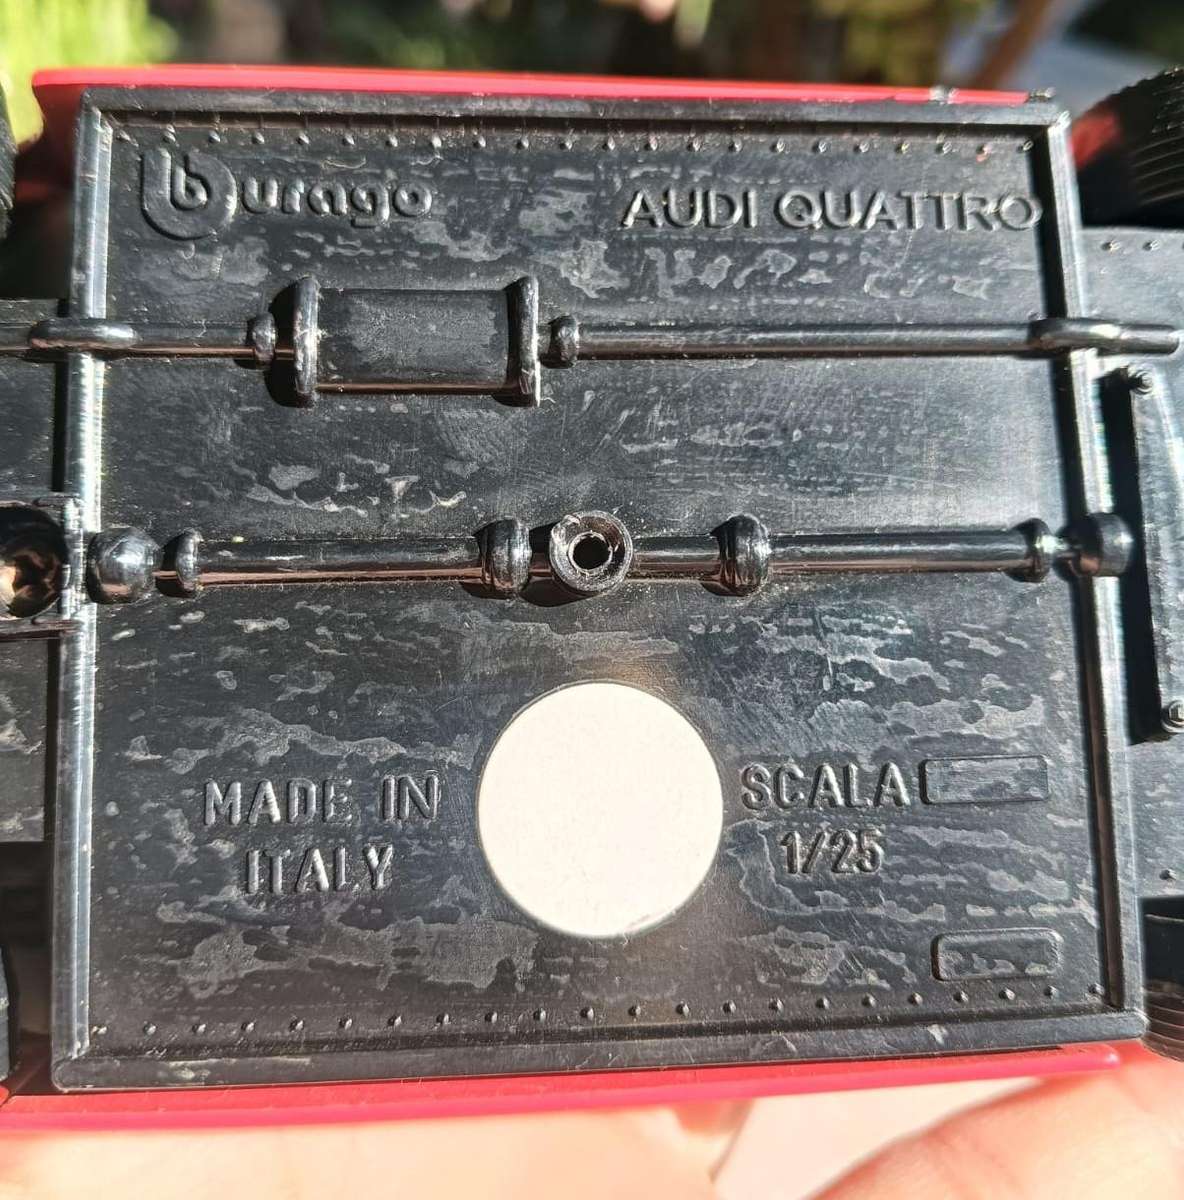 burago
AUDI QUATTRO
MADE IN
ITALY
SCALA
1/25